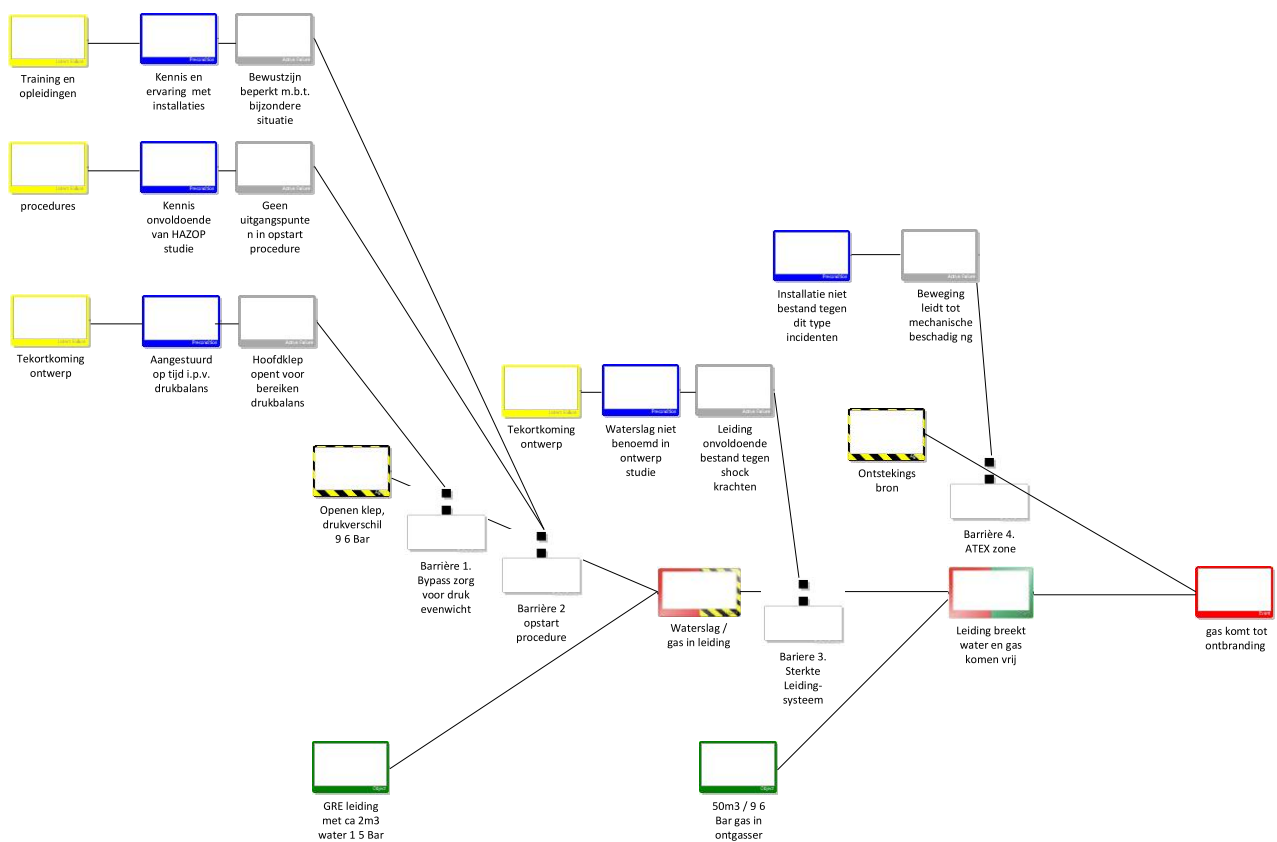 Training en
opleidingen
Kennis en
ervaring met
installaties
Bewustzijn
beperkt m.b.t.
bijzondere
situatie
procedures
Kennis
onvoldoende
van HAZOP
studie
Geen
uitgangspunte
n in opstart
procedure
Tekortkoming
ontwerp
Aangestuurd
op tijd i.p.v.
drukbalans
Hoofdklep
opent voor
bereiken
drukbalans
Installatie niet
bestand tegen
dit type
incidenten
Beweging
leidt tot
mechanische
beschadig ng
Tekortkoming
ontwerp
Waterslag niet
benoemd in
ontwerp
studie
Leiding
onvoldoende
bestand tegen
shock
krachten
Ontstekings
bron
Openen klep,
drukverschil
9 6 Bar
Barrière 1.
Bypass zorg
voor druk
evenwicht
Barrière 2
opstart
procedure
Barrière 4.
ATEX zone
Waterslag /
gas in leiding
Bariere 3.
Sterkte
Leiding-
systeem
Leiding breekt
water en gas
komen vrij
Event
gas komt tot
ontbranding
Object
GRE leiding
met ca 2m3
water 1 5 Bar
Object
50m3 / 9 6
Bar gas in
ontgasser